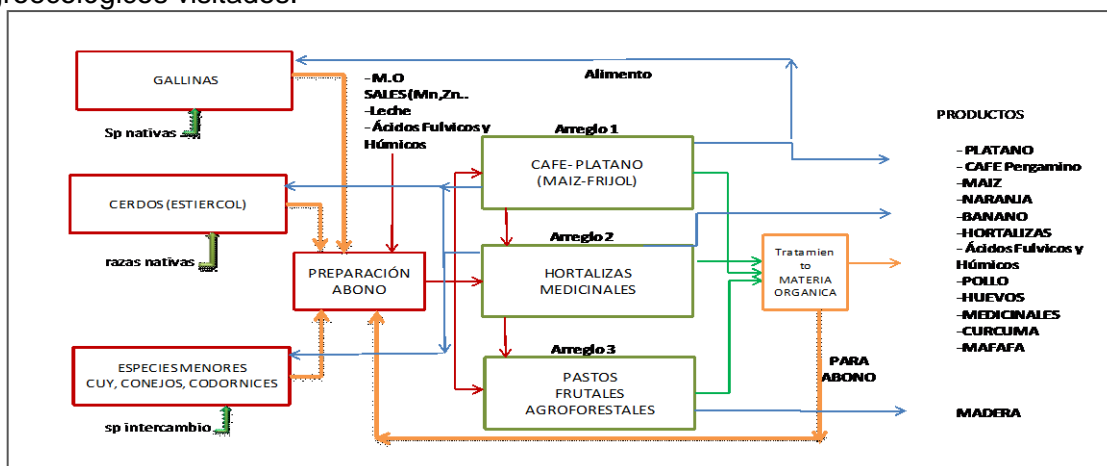 groecológicos visitados.
GALLINAS
Sp nativas
CERDOS (ESTIERCOL)
razas nativas
ESPECIES MENORES
CUY, CONEJOS, CODORNICES
sp intercambio
-M.O
SALES(Mn,Zn..
-Leche
-Ácidos Fulvicos y
Húmicos
PREPARACIÓN
ABONO
Alimento
Arreglo 1
CAFE-PLATANO
(MAIZ-FRIJOL)
Arreglo 2
HORTALIZAS
MEDICINALES
Arreglo 3
PASTOS
FRUTALES
AGROFORESTALES
Tratamien
to
MATERIA
ORGANICA
PARA
ABONO
PRODUCTOS
-PLATANO
-CAFE Pergamino
-MAIZ
-NARANJA
-BANANO
-HORTALIZAS
-Ácidos Fulvicos y
Húmicos
-POLLO
-HUEVOS
-MEDICINALES
-CURCUMA
-MAFAFA
MADERA